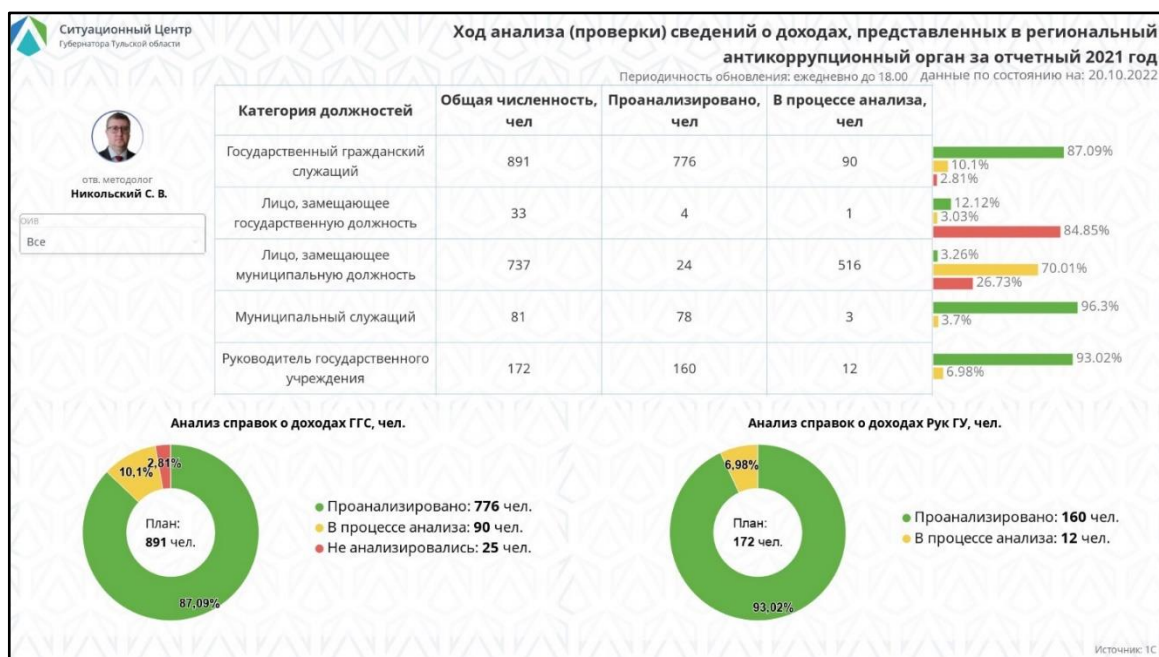 Ситуационный Центр
Губернатора Тульской области
Ход анализа (проверки) сведений о доходах, представленных в региональный
антикоррупционный орган за отчетный 2021 год
Периодичность обновления: ежедневно до 18.00 данные по состоянию на: 20.10.2022
отв. методолог
Никольский С. В.
ОИВ
Все
Категория должностей
Общая численность,
чел
Проанализировано,
чел
В процессе анализа,
чел
Государственный гражданский
служащий
891
776
90
87.09%
10.1%
2.81%
Лицо, замещающее
государственную должность
33
4
1
12.12%
3.03%
84.85%
Лицо, замещающее
муниципальную должность
737
24
516
3.26%
70.01%
26.73%
Муниципальный служащий
81
78
3
96.3%
3.7%
Руководитель государственного
учреждения
172
160
12
93.02%
6.98%
Анализ справок о доходах ГГС, чел.
10,1%
2,81%
План:
891 чел.
87,09%
Проанализировано: 776 чел.
В процессе анализа: 90 чел.
Не анализировались: 25 чел.
Анализ справок о доходах Рук ГУ, чел.
6,98%
План:
172 чел.
93,02%
Проанализировано: 160 чел.
В процессе анализа: 12 чел.
Источник: 1С